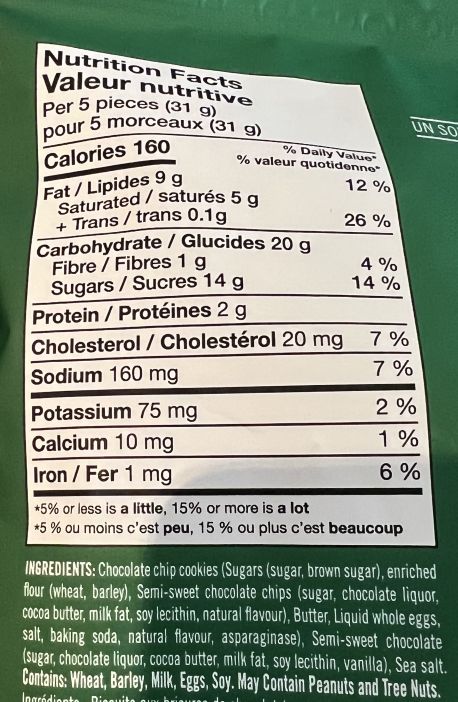 Nutrition Facts
Valeur nutritive
Per 5 pieces (31 g)
pour 5 morceaux (31 g)
UN SO
Calories 160
% Daily Value*
% valeur quotidenne*
Fat / Lipides 9 g 12 %
Saturated / saturés 5 g
+ Trans / trans 0.1g 26 %
Carbohydrate / Glucides 20 g
Fibre / Fibres 1 g 4 %
Sugars / Sucres 14 g 14 %
Protein / Protéines 2 g
Cholesterol / Cholestérol 20 mg 7 %
Sodium 160 mg 7 %
Potassium 75 mg 2 %
Calcium 10 mg 1 %
Iron / Fer 1 mg 6 %
*5% or less is a little, 15% or more is a lot
*5 % ou moins c'est peu, 15 % ou plus c'est beaucoup
INGREDIENTS: Chocolate chip cookies (Sugars (sugar, brown sugar), enriched
flour (wheat, barley), Semi-sweet chocolate chips (sugar, chocolate liquor,
cocoa butter, milk fat, soy lecithin, natural flavour), Butter, Liquid whole eggs,
salt, baking soda, natural flavour, asparaginase), Semi-sweet chocolate
(sugar, chocolate liquor, cocoa butter, milk fat, soy lecithin, vanilla), Sea salt.
Contains: Wheat, Barley, Milk, Eggs, Soy. May Contain Peanuts and Tree Nuts.